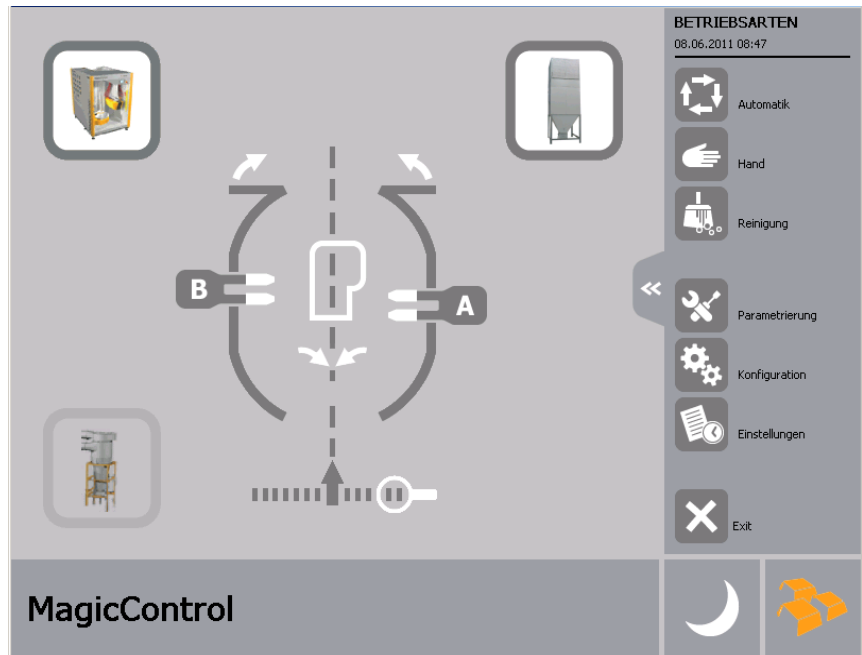 BETRIEBSARTEN
08.06.2011 08:47
Automatik
Hand
Reinigung
B
A
Parametrierung
Konfiguration
Einstellungen
Exit
MagicControl